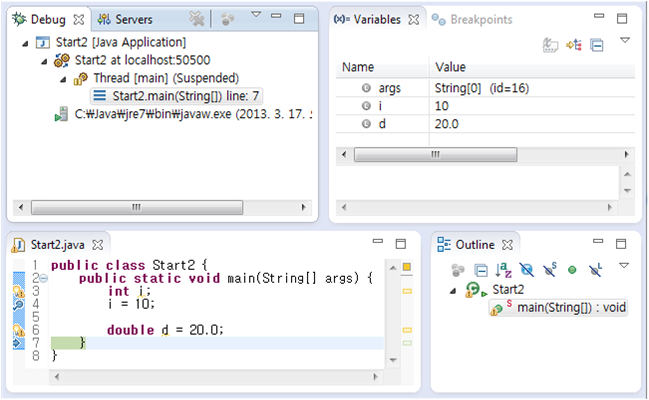 Debug Servers
Start2 [Java Application]
Start2 at localhost:50500
Thread [main] (Suspended)
Start2.main(String[]) line: 7
C:₩Java₩jre7₩bin₩javaw.exe (2013. 3. 17.
(x)= Variables Breakpoints
Name Value
args String[0] (id=16)
i 10
d 20.0
Start2.java
1 public class Start2 {
2 public static void main(String[] args) {
3 int i;
4 i = 10;
5
6 double d = 20.0;
7 }
8 }
Outline
Start2
main(String[]) : void